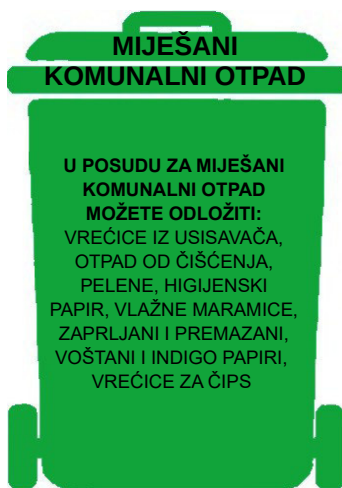 MIJEŠANI
KOMUNALNI OTPAD
U POSUDU ZA MIJEŠANI
KOMUNALNI OTPAD
MOŽETE ODLOŽITI:
VREĆICE IZ USISAVAČA,
OTPAD OD ČIŠĆENJA,
PELENE, HIGIJENSKI
PAPIR, VLAŽNE MARAMICE,
ZAPRLJANI I PREMAZANI,
VOŠTANI I INDIGO PAPIRI,
VREĆICE ZA ČIPS